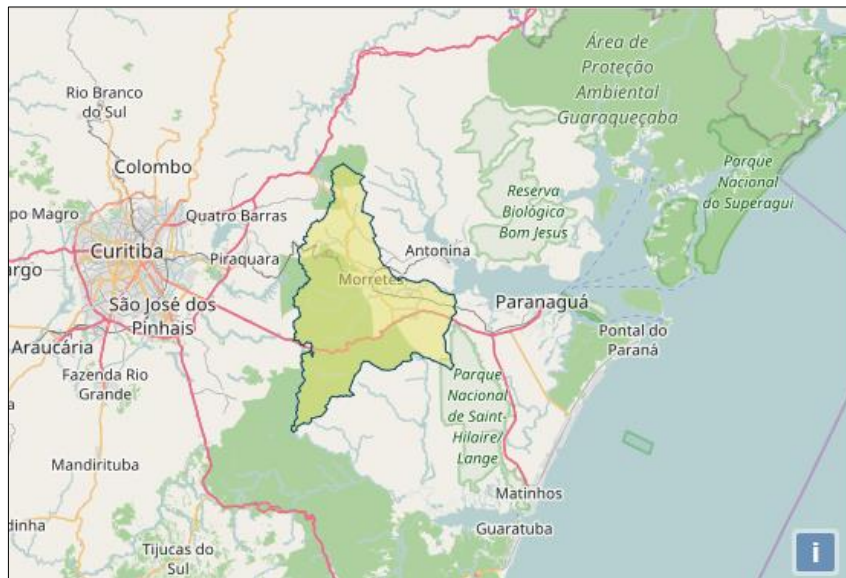 Área de
Proteção
Ambiental
Guaraqueçaba
Rio Branco
do Sul
Colombo
Parque
Nacional
do Superagui
Reserva
Biológica
Bom Jesus
po Magro
Quatro Barras
Curitiba
Piraquara
Antonina
argo
Morretes
São José dos
Pinhais
Paranaguá
Araucária
Pontal do
Paraná
Fazenda Rio
Grande
Parque
Nacional
de Saint-
Hilaire/
Lange
Mandirituba
Matinhos
Guaratuba
dinha
Tijucas do
Sul
i